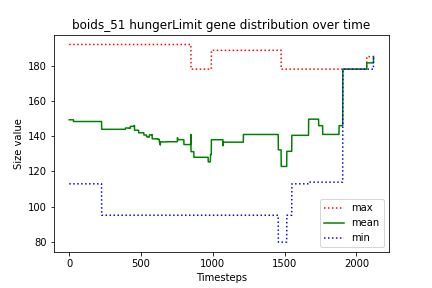 boids_51 hungerLimit gene distribution over time
Size value
180
160
140
120
100
80
0
500
1000
1500
2000
Timesteps
max
mean
min